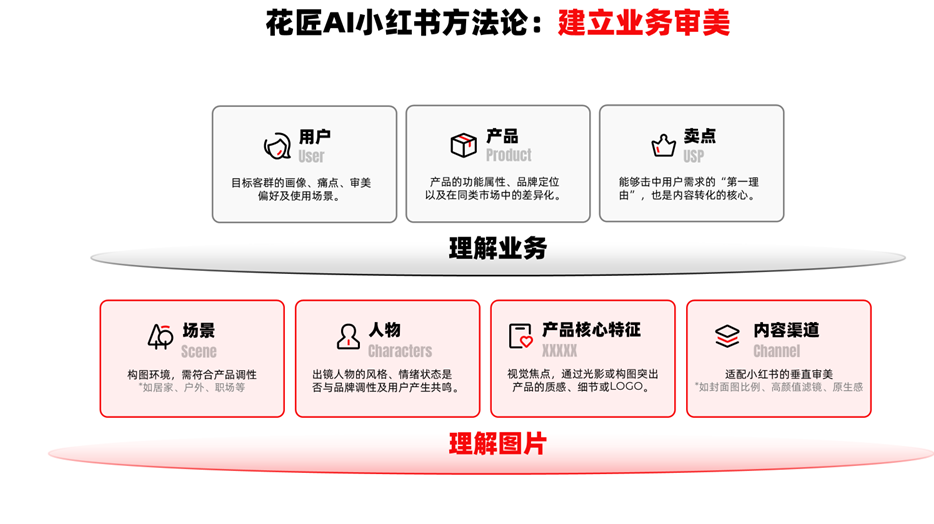 花匠AI小红书方法论：建立业务审美
用户
User
目标客群的画像、痛点、审美
偏好及使用场景。
产品
Product
产品的功能属性、品牌定位
以及在同类市场中的差异化。
卖点
USP
能够击中用户需求的“第一理
由”，也是内容转化的核心。
理解业务
场景
Scene
构图环境，需符合产品调性
*如居家、户外、职场等
人物
Characters
出镜人物的风格、情绪状态是
否与品牌调性及用户产生共鸣。
产品核心特征
XXXXX
视觉焦点，通过光影或构图突出
产品的质感、细节或LOGO。
内容渠道
Channel
适配小红书的垂直审美
*如封面图比例、高颜值滤镜、原生感
理解图片